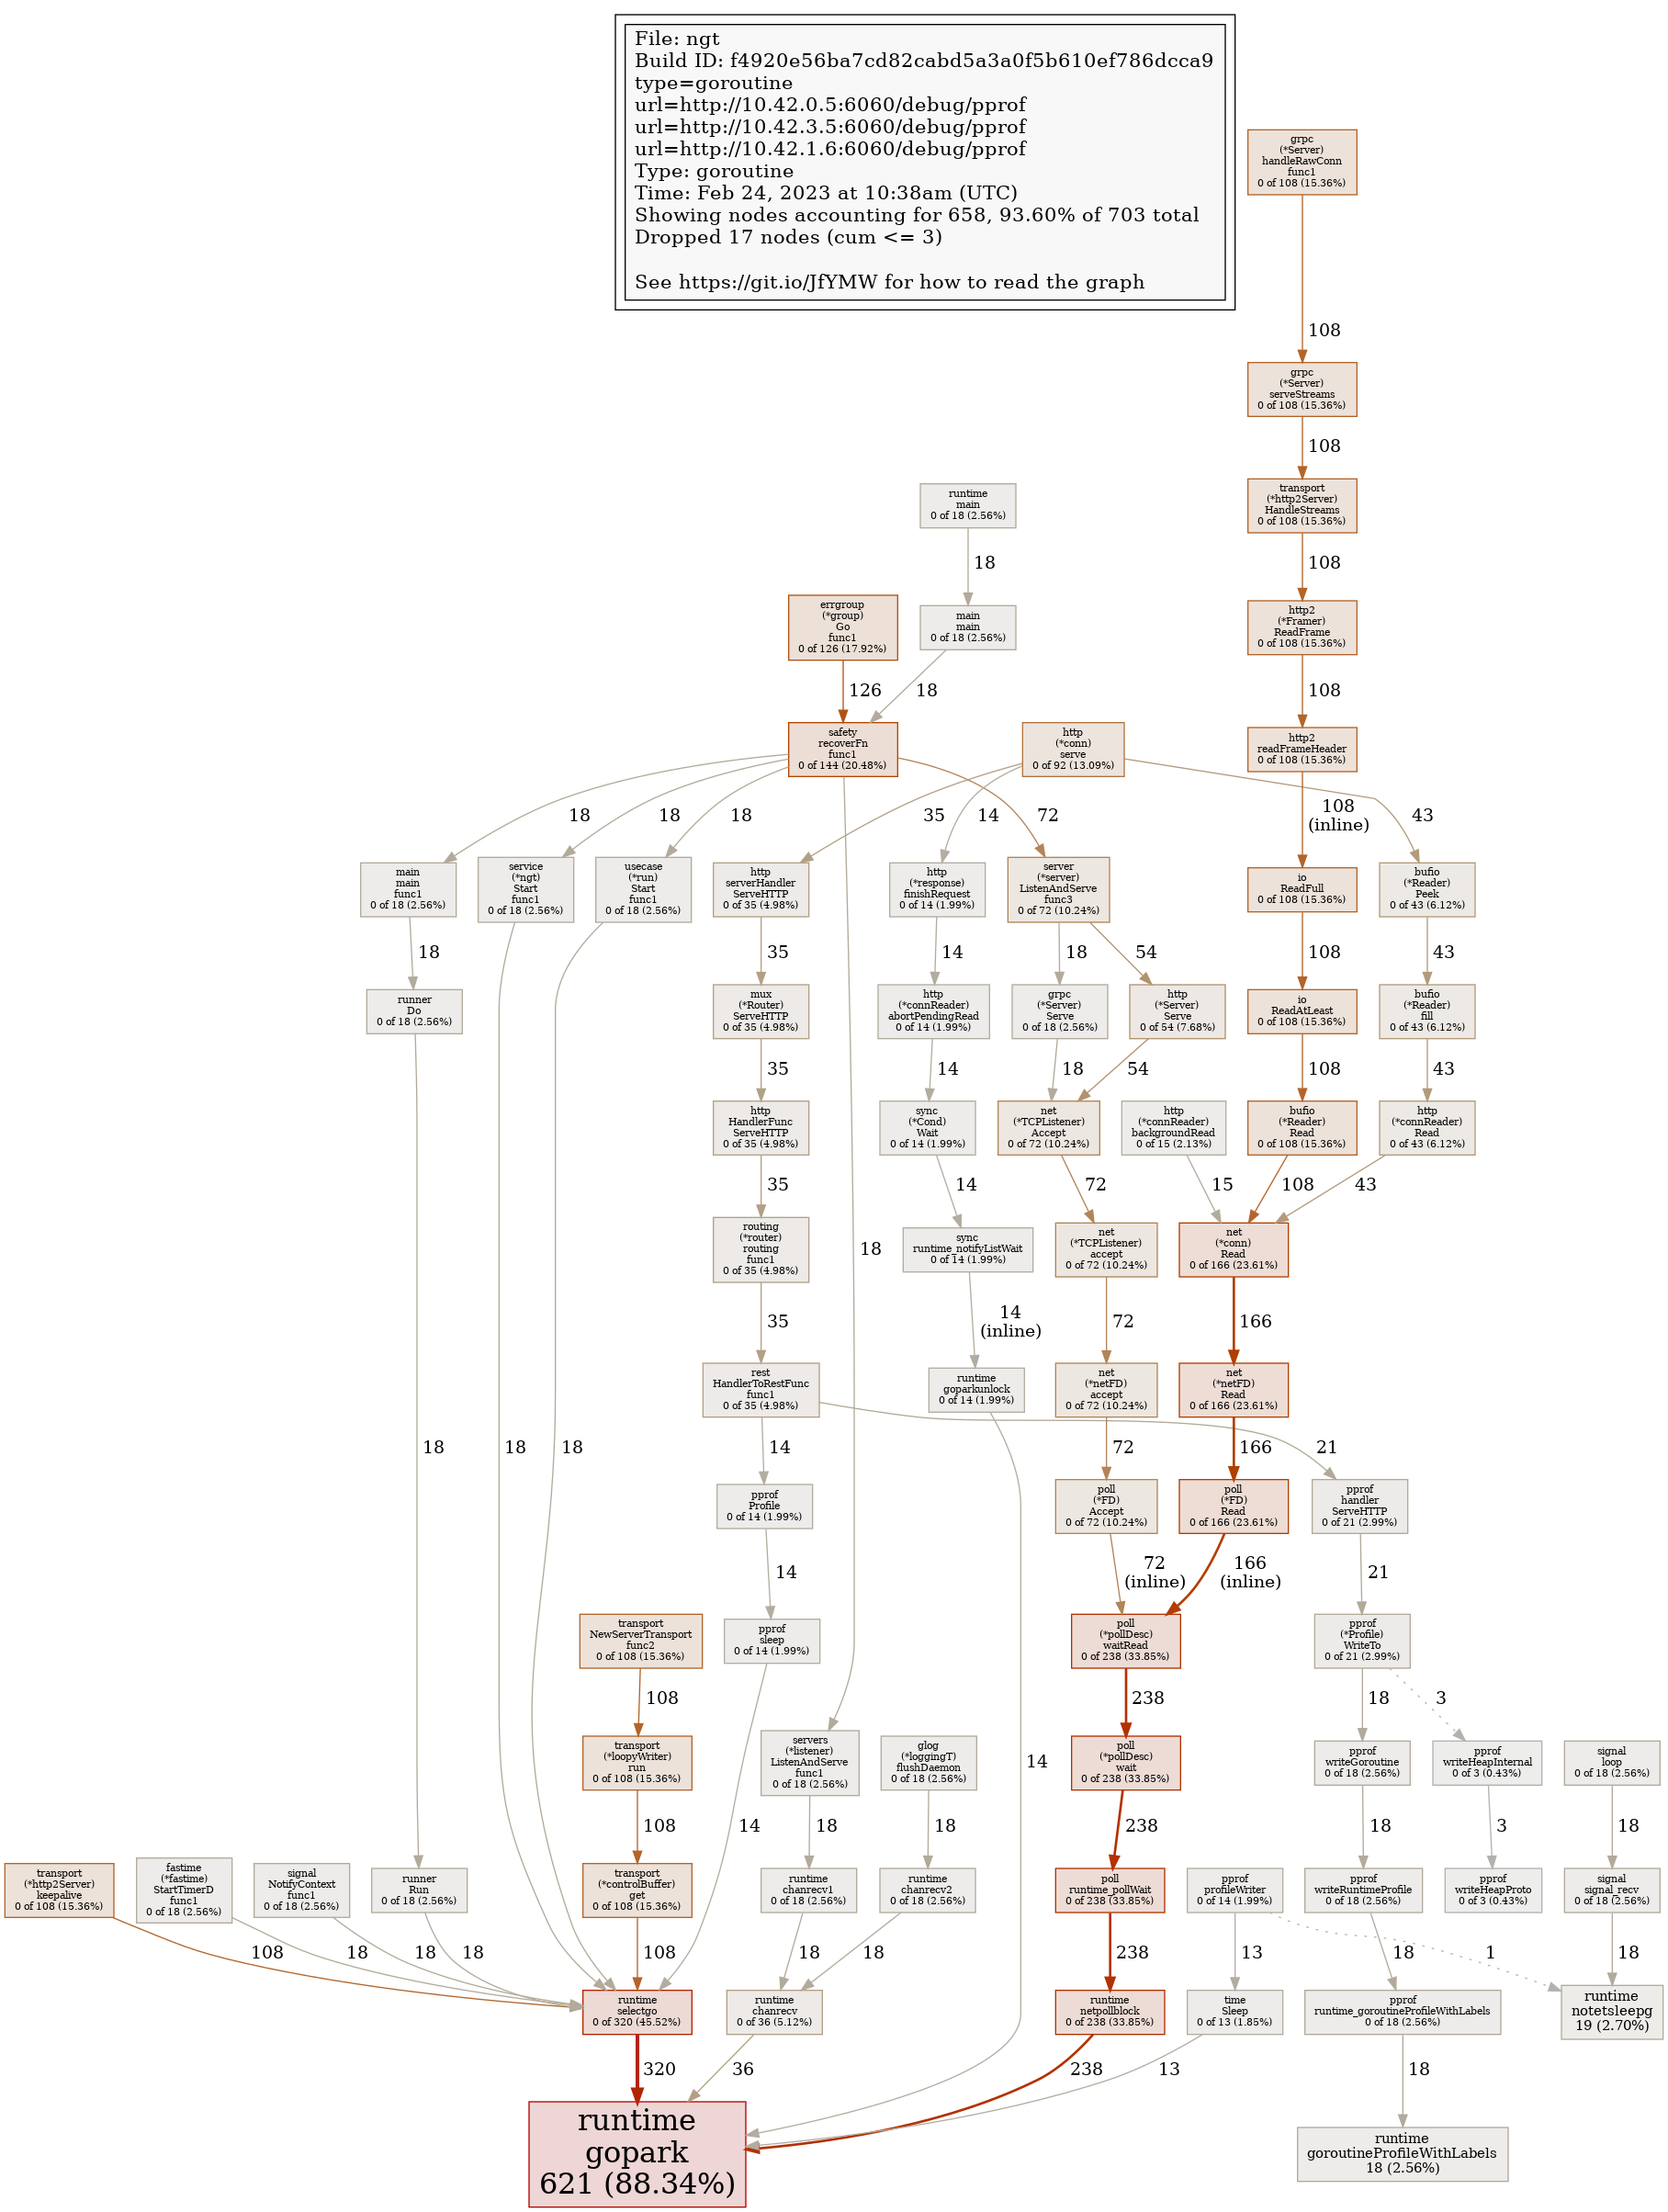 File: ngt
Build ID: f4920e56ba7cd82cabd5a3a0f5b610ef786dcca9
type=goroutine
url=http://10.42.0.5:6060/debug/pprof
url=http://10.42.3.5:6060/debug/pprof
url=http://10.42.1.6:6060/debug/pprof
Type: goroutine
Time: Feb 24, 2023 at 10:38am (UTC)
Showing nodes accounting for 658, 93.60% of 703 total
Dropped 17 nodes (cum <= 3)
See https://git.io/JfYMW for how to read the graph
grpc
(*Server)
handleRawConn
func1
0 of 108 (15.36%)
108
grpc
(*Server)
serveStreams
0 of 108 (15.36%)
108
transport
(*http2Server)
HandleStreams
0 of 108 (15.36%)
108
http2
(*Framer)
ReadFrame
0 of 108 (15.36%)
108
http2
readFrameHeader
0 of 108 (15.36%)
108
(inline)
runtime
main
0 of 18 (2.56%)
18
main
main
0 of 18 (2.56%)
18
errgroup
(*group)
Go
func1
0 of 126 (17.92%)
126
safety
recoverFn
func1
0 of 144 (20.48%)
18
18
18
18
72
http
(*conn)
serve
0 of 92 (13.09%)
35
14
43
main
main
func1
0 of 18 (2.56%)
18
service
(*ngt)
Start
func1
0 of 18 (2.56%)
18
usecase
(*run)
Start
func1
0 of 18 (2.56%)
18
http
serverHandler
ServeHTTP
0 of 35 (4.98%)
35
http
(*response)
finishRequest
0 of 14 (1.99%)
14
server
(*server)
ListenAndServe
func3
0 of 72 (10.24%)
18
54
io
ReadFull
0 of 108 (15.36%)
108
bufio
(*Reader)
Peek
0 of 43 (6.12%)
43
runner
Do
0 of 18 (2.56%)
18
mux
(*Router)
ServeHTTP
0 of 35 (4.98%)
35
http
(*connReader)
abortPendingRead
0 of 14 (1.99%)
14
grpc
(*Server)
Serve
0 of 18 (2.56%)
18
http
(*Server)
Serve
0 of 54 (7.68%)
54
io
ReadAtLeast
0 of 108 (15.36%)
108
bufio
(*Reader)
fill
0 of 43 (6.12%)
43
http
HandlerFunc
ServeHTTP
0 of 35 (4.98%)
35
sync
(*Cond)
Wait
0 of 14 (1.99%)
14
net
(*TCPListener)
Accept
0 of 72 (10.24%)
72
http
(*connReader)
backgroundRead
0 of 15 (2.13%)
15
bufio
(*Reader)
Read
0 of 108 (15.36%)
108
http
(*connReader)
Read
0 of 43 (6.12%)
43
routing
(*router)
routing
func1
0 of 35 (4.98%)
35
sync
runtime_notifyListWait
0 of 14 (1.99%)
14
(inline)
net
(*TCPListener)
accept
0 of 72 (10.24%)
72
net
(*conn)
Read
0 of 166 (23.61%)
166
rest
HandlerToRestFunc
func1
0 of 35 (4.98%)
14
21
runtime
goparkunlock
0 of 14 (1.99%)
14
net
(*netFD)
accept
0 of 72 (10.24%)
72
net
(*netFD)
Read
0 of 166 (23.61%)
166
pprof
Profile
0 of 14 (1.99%)
14
poll
(*FD)
Accept
0 of 72 (10.24%)
72
(inline)
poll
(*FD)
Read
0 of 166 (23.61%)
166
(inline)
pprof
handler
ServeHTTP
0 of 21 (2.99%)
21
transport
NewServerTransport
func2
0 of 108 (15.36%)
108
pprof
sleep
0 of 14 (1.99%)
14
poll
(*pollDesc)
waitRead
0 of 238 (33.85%)
238
pprof
(*Profile)
WriteTo
0 of 21 (2.99%)
18
3
transport
(*loopyWriter)
run
0 of 108 (15.36%)
108
servers
(*listener)
ListenAndServe
func1
0 of 18 (2.56%)
18
glog
(*loggingT)
flushDaemon
0 of 18 (2.56%)
18
poll
(*pollDesc)
wait
0 of 238 (33.85%)
238
pprof
writeGoroutine
0 of 18 (2.56%)
18
pprof
writeHeapInternal
0 of 3 (0.43%)
3
signal
loop
0 of 18 (2.56%)
18
transport
(*http2Server)
keepalive
0 of 108 (15.36%)
108
fastime
(*fastime)
StartTimerD
func1
0 of 18 (2.56%)
18
signal
NotifyContext
func1
0 of 18 (2.56%)
18
runner
Run
0 of 18 (2.56%)
18
transport
(*controlBuffer)
get
0 of 108 (15.36%)
108
runtime
chanrecv1
0 of 18 (2.56%)
18
runtime
chanrecv2
0 of 18 (2.56%)
18
poll
runtime_pollWait
0 of 238 (33.85%)
238
pprof
profileWriter
0 of 14 (1.99%)
13
1
pprof
writeRuntimeProfile
0 of 18 (2.56%)
18
pprof
writeHeapProto
0 of 3 (0.43%)
signal
signal_recv
0 of 18 (2.56%)
18
runtime
selectgo
0 of 320 (45.52%)
320
runtime
chanrecv
0 of 36 (5.12%)
36
runtime
netpollblock
0 of 238 (33.85%)
238
time
Sleep
0 of 13 (1.85%)
13
pprof
runtime_goroutineProfileWithLabels
0 of 18 (2.56%)
18
runtime
notetsleepg
19 (2.70%)
runtime
gopark
621 (88.34%)
runtime
goroutineProfileWithLabels
18 (2.56%)